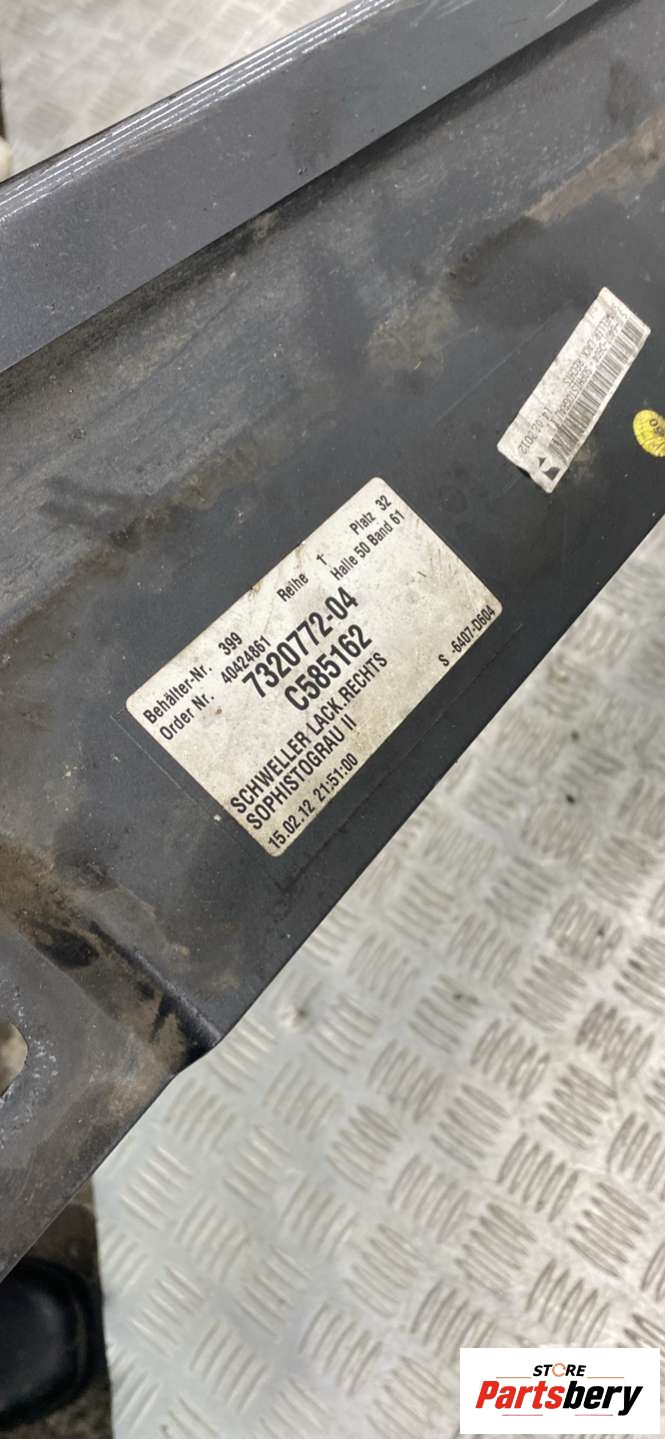 Behälter-Nr. 399 Reihe 1 Platz 32
Order Nr. 40424861 Halle 50 Band 61
7320772-04
C585162
SCHWELLER LACK.RECHTS
SOPHISTOGRAU II
15.02.12 21:51:00 S -6407-D604
STORE
Partsbery